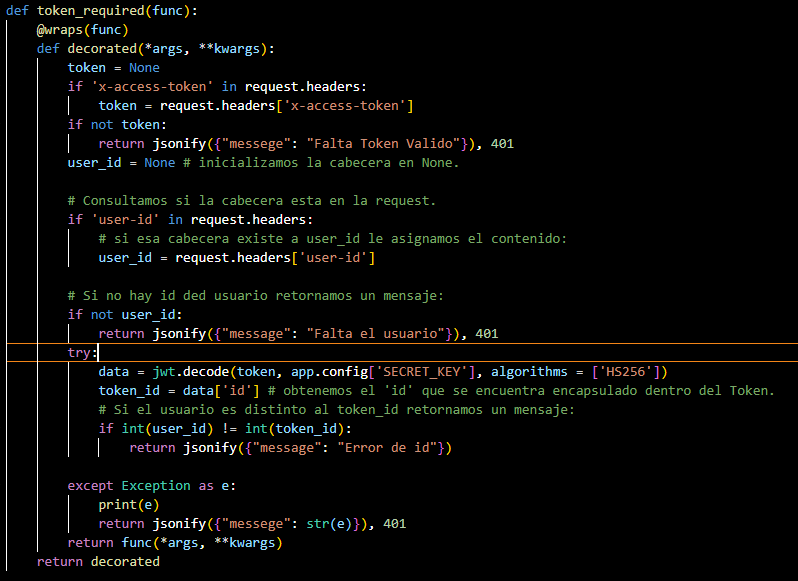 def token_required(func):
    @wraps(func)
    def decorated(*args, **kwargs):
        token = None
        if 'x-access-token' in request.headers:
            token = request.headers['x-access-token']
        if not token:
            return jsonify({"messege": "Falta Token Valido"}), 401
        user_id = None # inicializamos la cabecera en None.
        # Consultamos si la cabecera esta en la request.
        if 'user-id' in request.headers:
            # si esa cabecera existe a user_id le asignamos el contenido:
            user_id = request.headers['user-id']
        # Si no hay id ded usuario retornamos un mensaje:
        if not user_id:
            return jsonify({"message": "Falta el usuario"}), 401
        try:
            data = jwt.decode(token, app.config['SECRET_KEY'], algorithms = ['HS256'])
            token_id = data['id'] # obtenemos el 'id' que se encuentra encapsulado dentro del Token.
            # Si el usuario es distinto al token_id retornamos un mensaje:
            if int(user_id) != int(token_id):
                return jsonify({"message": "Error de id"})
        except Exception as e:
            print(e)
            return jsonify({"messege": str(e)}), 401
        return func(*args, **kwargs)
    return decorated